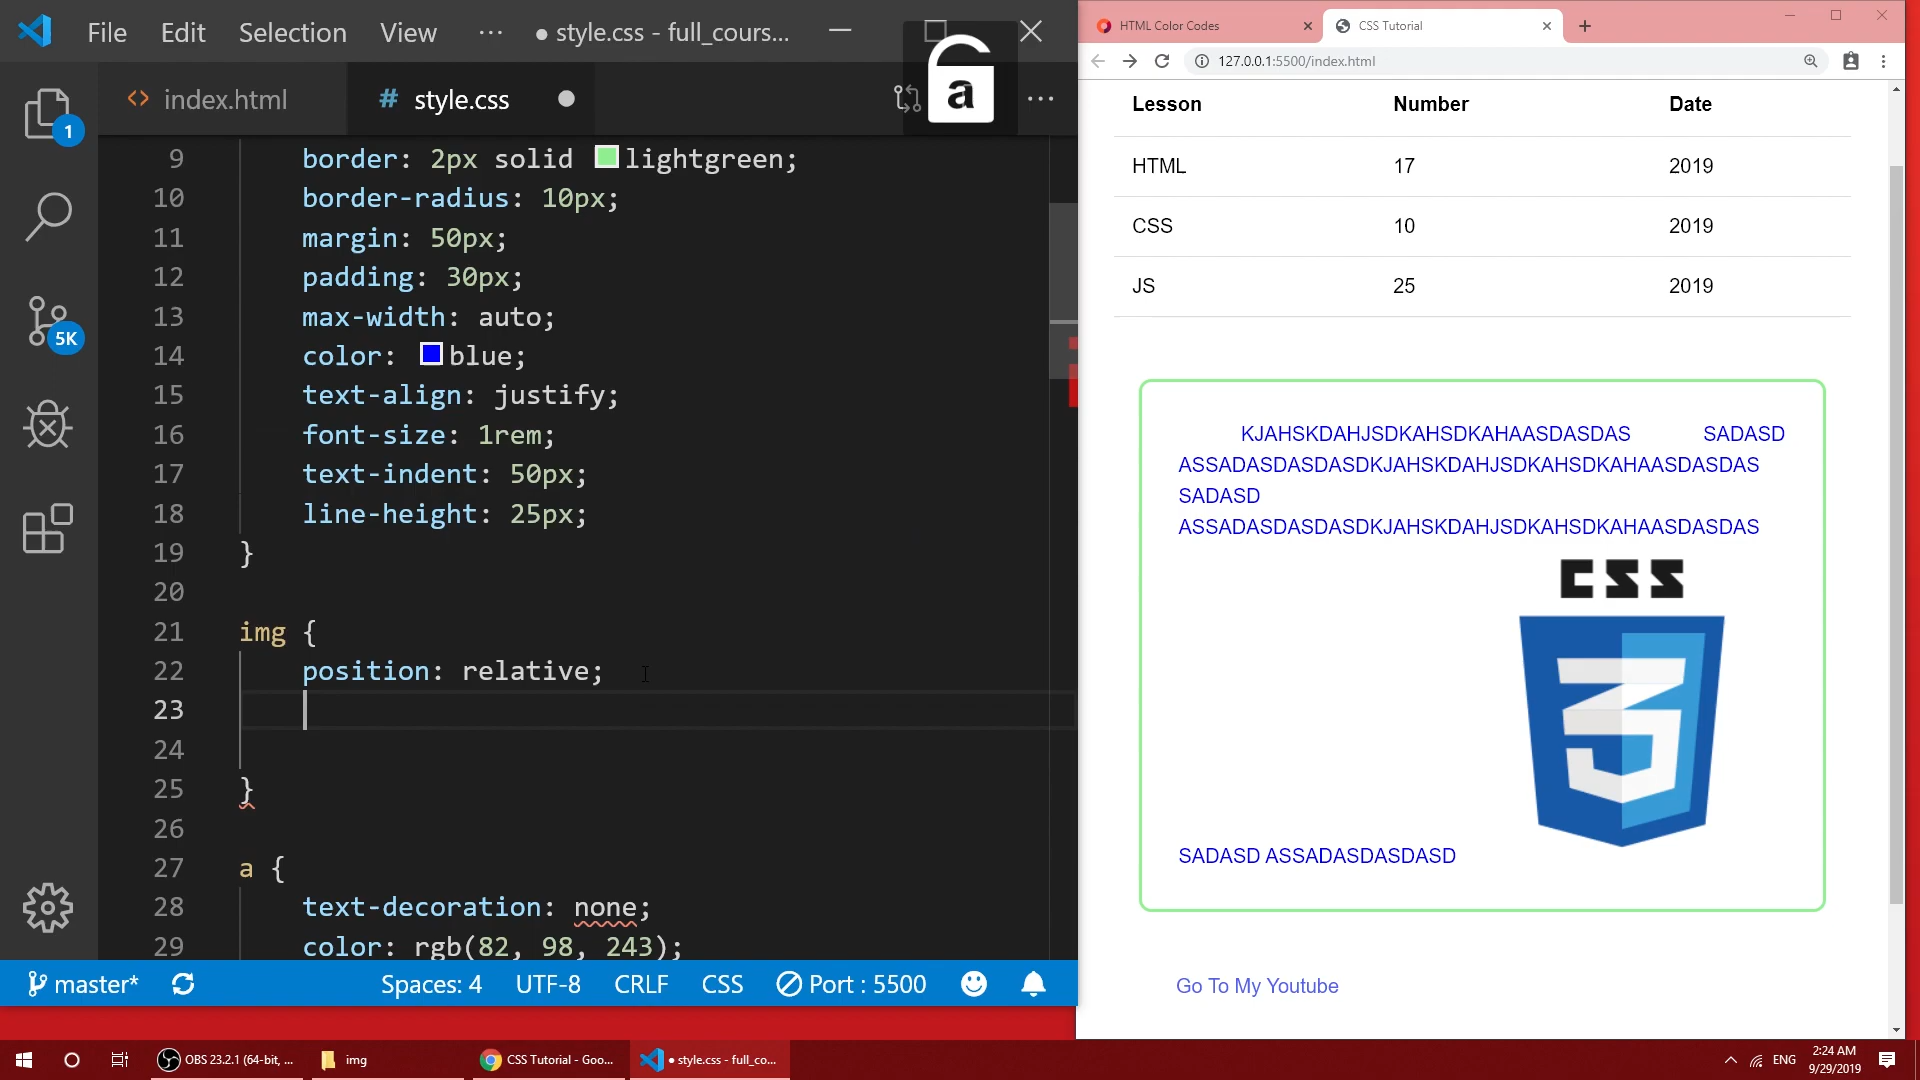 File Edit Selection View ··· ● style.css - full_cours...
a
<> index.html
# style.css ●
1
5K
9 border: 2px solid lightgreen;
10 border-radius: 10px;
11 margin: 50px;
12 padding: 30px;
13 max-width: auto;
14 color: blue;
15 text-align: justify;
16 font-size: 1rem;
17 text-indent: 50px;
18 line-height: 25px;
19 }
20
21 img {
22 position: relative;
23
24
25 }
26
27 a {
28 text-decoration: none;
29 color: rgb(82, 98, 243);
master* Spaces: 4 UTF-8 CRLF CSS Port : 5500
HTML Color Codes
CSS Tutorial
127.0.0.1:5500/index.html
Lesson Number Date
HTML 17 2019
CSS 10 2019
JS 25 2019
KJAHSKDAHJSDKAHSDKAHAASDASDAS SADASD
ASSADASDASDASDKJAHSKDAHJSDKAHSDKAHAASDASDAS
SADASD
ASSADASDASDASDKJAHSKDAHJSDKAHSDKAHAASDASDAS
CSS
3
SADASD ASSADASDASDASD
Go To My Youtube
OBS 23.2.1 (64-bit, ...
img
CSS Tutorial - Goo...
● style.css - full_co...
ENG
2:24 AM
9/29/2019